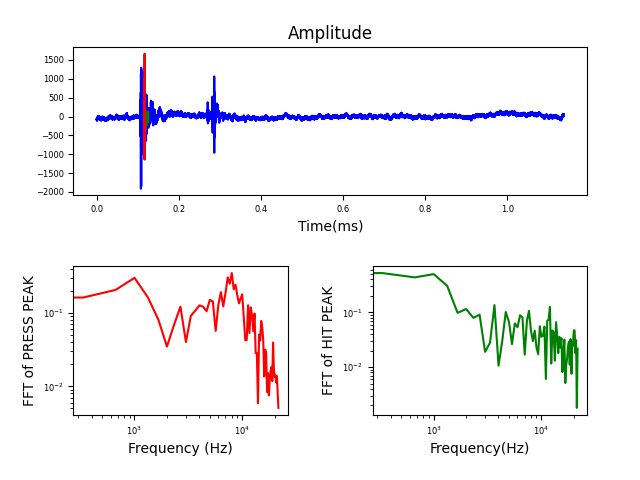 Amplitude
1500
1000
500
0
−500
−1000
−1500
−2000
0.0 0.2 0.4 0.6 0.8 1.0
Time(ms)
FFT of PRESS PEAK
10⁻¹
10⁻²
10³ 10⁴
Frequency (Hz)
FFT of HIT PEAK
10⁻¹
10⁻²
10³ 10⁴
Frequency(Hz)